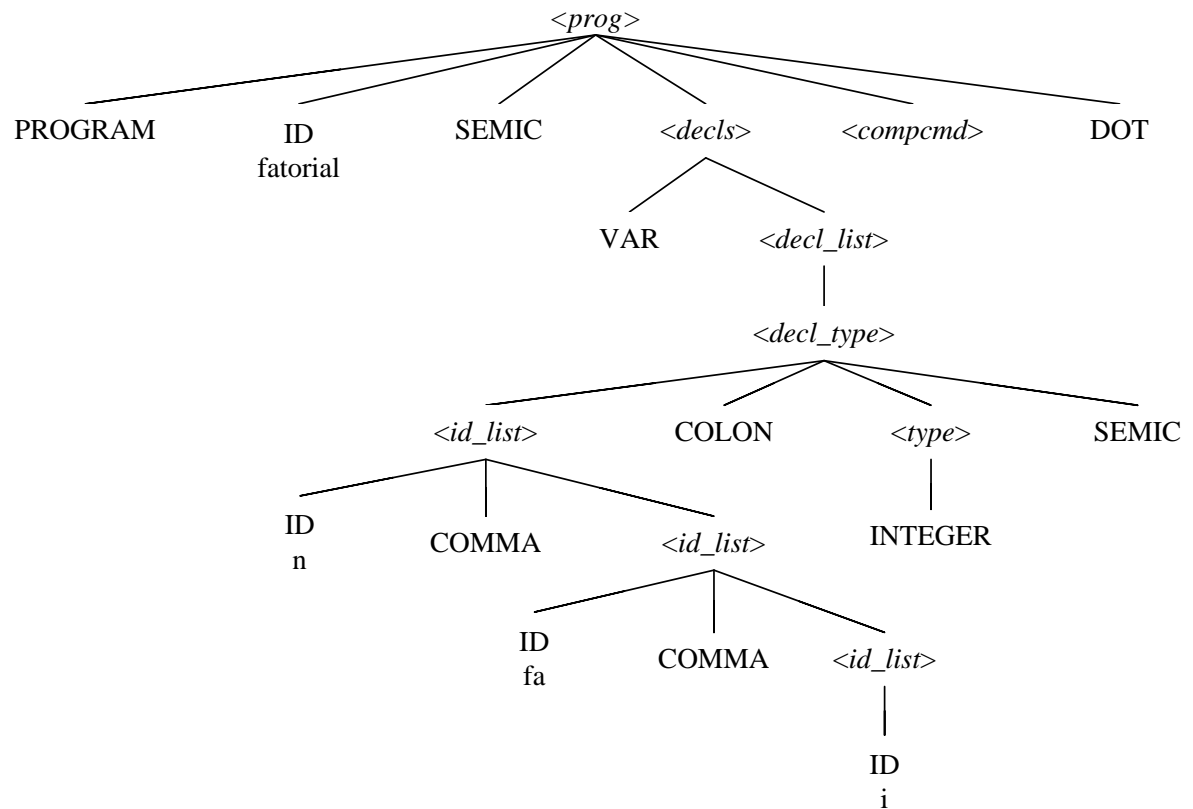 <prog>
PROGRAM ID SEMIC <decls> <compcmd> DOT
fatorial
VAR <decl_list>
<decl_type>
<id_list> COLON <type> SEMIC
ID COMMA <id_list> INTEGER
n
ID COMMA <id_list>
fa
ID
i